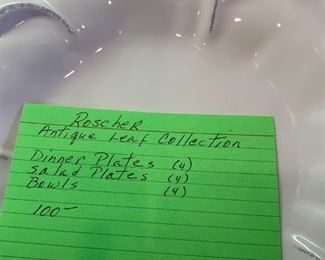 Roscher
Antique Leaf Collection
Dinner Plates (4)
Salad Plates (4)
Bowls (4)
100-